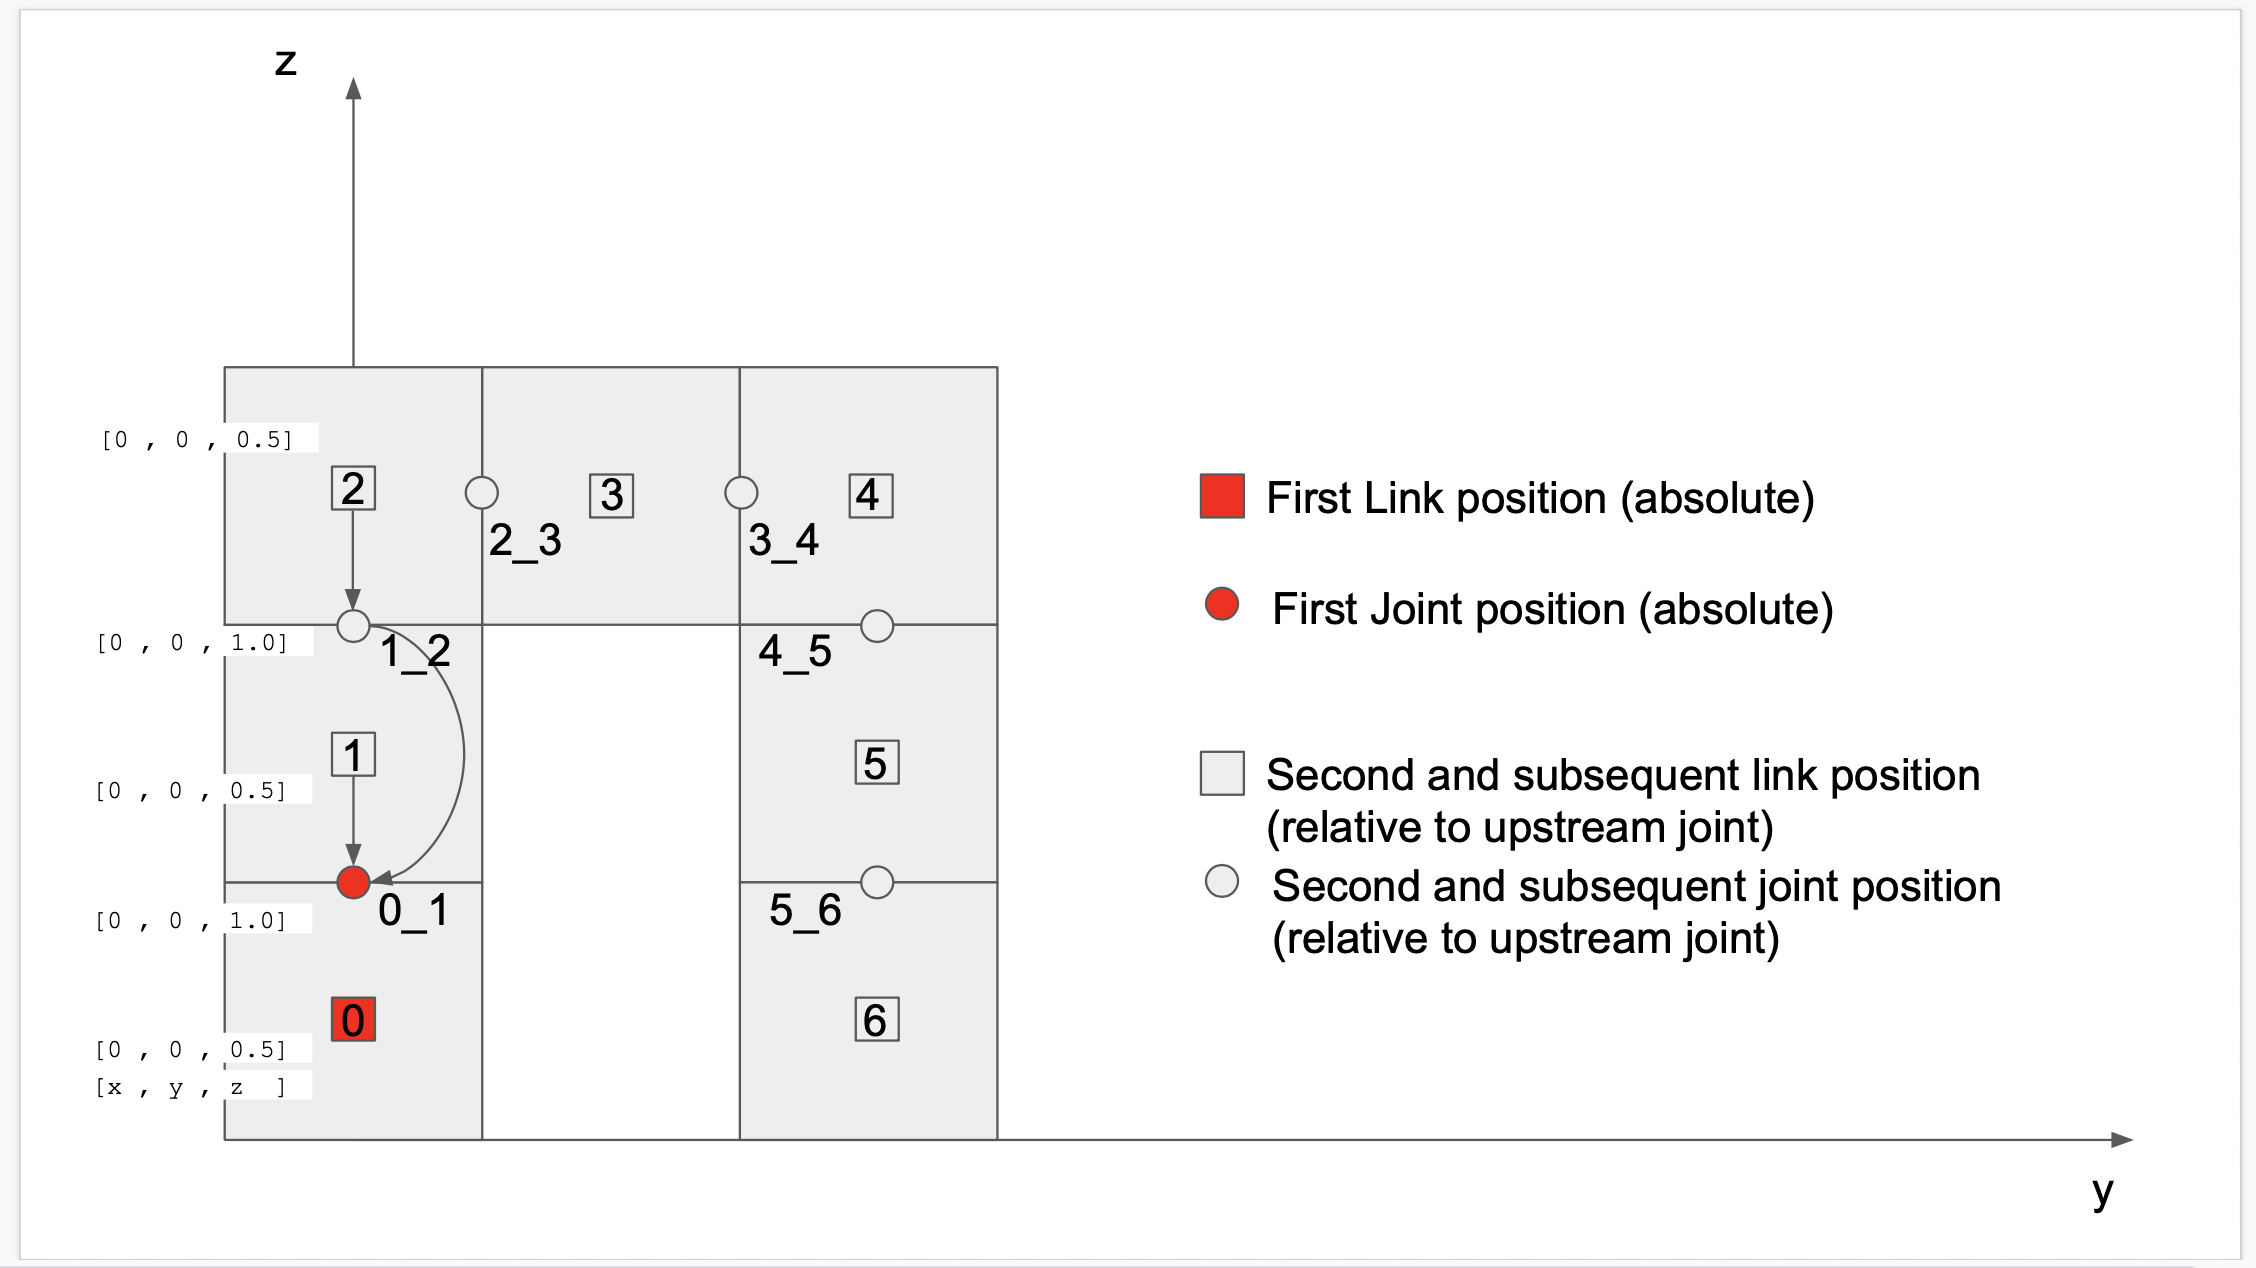 z
[0 , 0 , 0.5]
2
3
4
2_3
3_4
[0 , 0 , 1.0]
1_2
4_5
1
5
[0 , 0 , 0.5]
[0 , 0 , 1.0]
0_1
5_6
0
6
[0 , 0 , 0.5]
[x , y , z ]
y
First Link position (absolute)
First Joint position (absolute)
Second and subsequent link position
(relative to upstream joint)
Second and subsequent joint position
(relative to upstream joint)